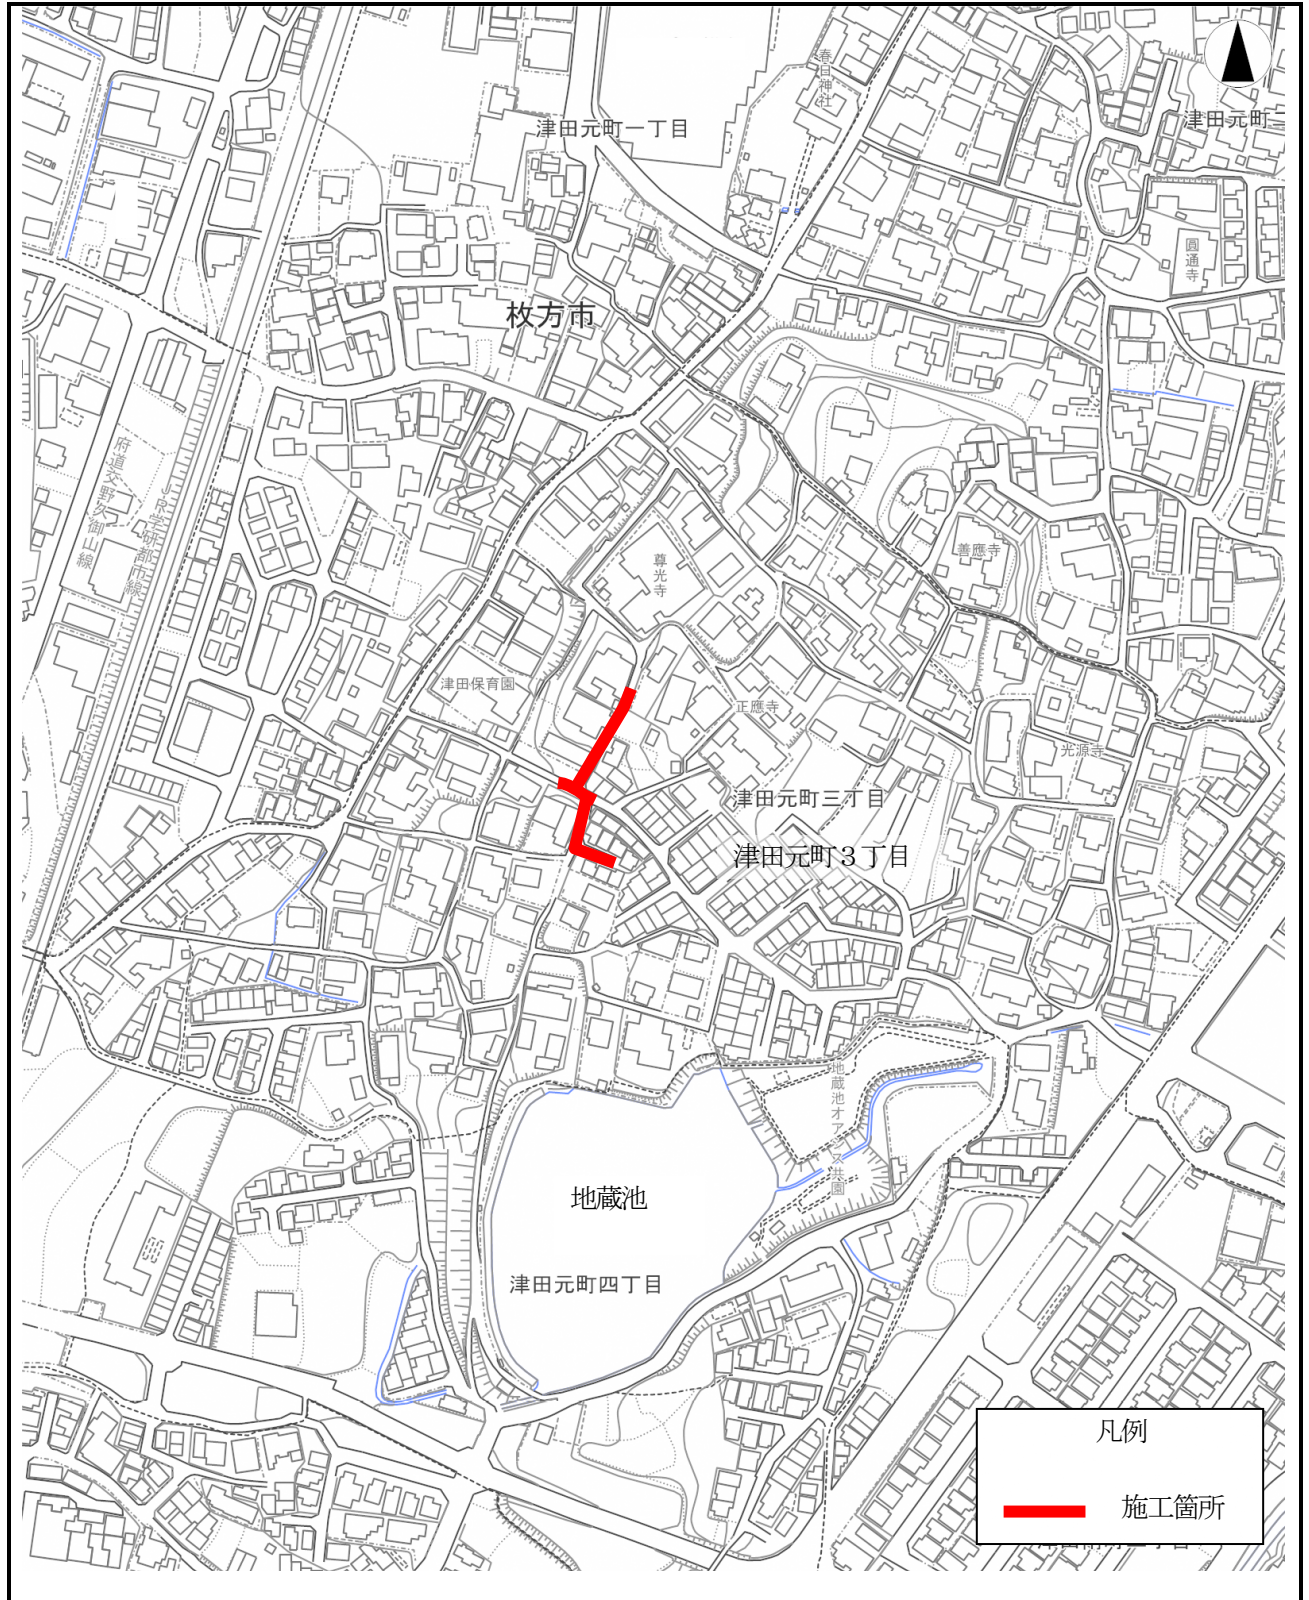 春日神社
津田元町一丁目
津田元町二
圓通寺
枚方市
府道交野久御山線
JR学研都市線
尊光寺
善應寺
津田保育園
正應寺
光源寺
津田元町三丁目
津田元町３丁目
地蔵池オアシス共園
地蔵池
津田元町四丁目
凡例
施工箇所